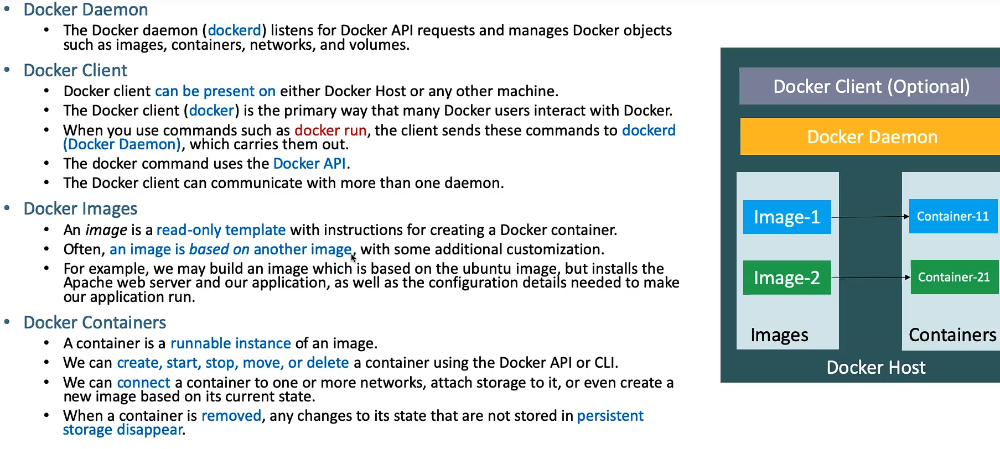 • Docker Daemon
• The Docker daemon (dockerd) listens for Docker API requests and manages Docker objects
such as images, containers, networks, and volumes.
• Docker Client
• Docker client can be present on either Docker Host or any other machine.
• The Docker client (docker) is the primary way that many Docker users interact with Docker.
• When you use commands such as docker run, the client sends these commands to dockerd
(Docker Daemon), which carries them out.
• The docker command uses the Docker API.
• The Docker client can communicate with more than one daemon.
• Docker Images
• An image is a read-only template with instructions for creating a Docker container.
• Often, an image is based on another image, with some additional customization.
• For example, we may build an image which is based on the ubuntu image, but installs the
Apache web server and our application, as well as the configuration details needed to make
our application run.
• Docker Containers
• A container is a runnable instance of an image.
• We can create, start, stop, move, or delete a container using the Docker API or CLI.
• We can connect a container to one or more networks, attach storage to it, or even create a
new image based on its current state.
• When a container is removed, any changes to its state that are not stored in persistent
storage disappear.
Docker Client (Optional)
Docker Daemon
Image-1
Container-11
Image-2
Container-21
Images
Containers
Docker Host